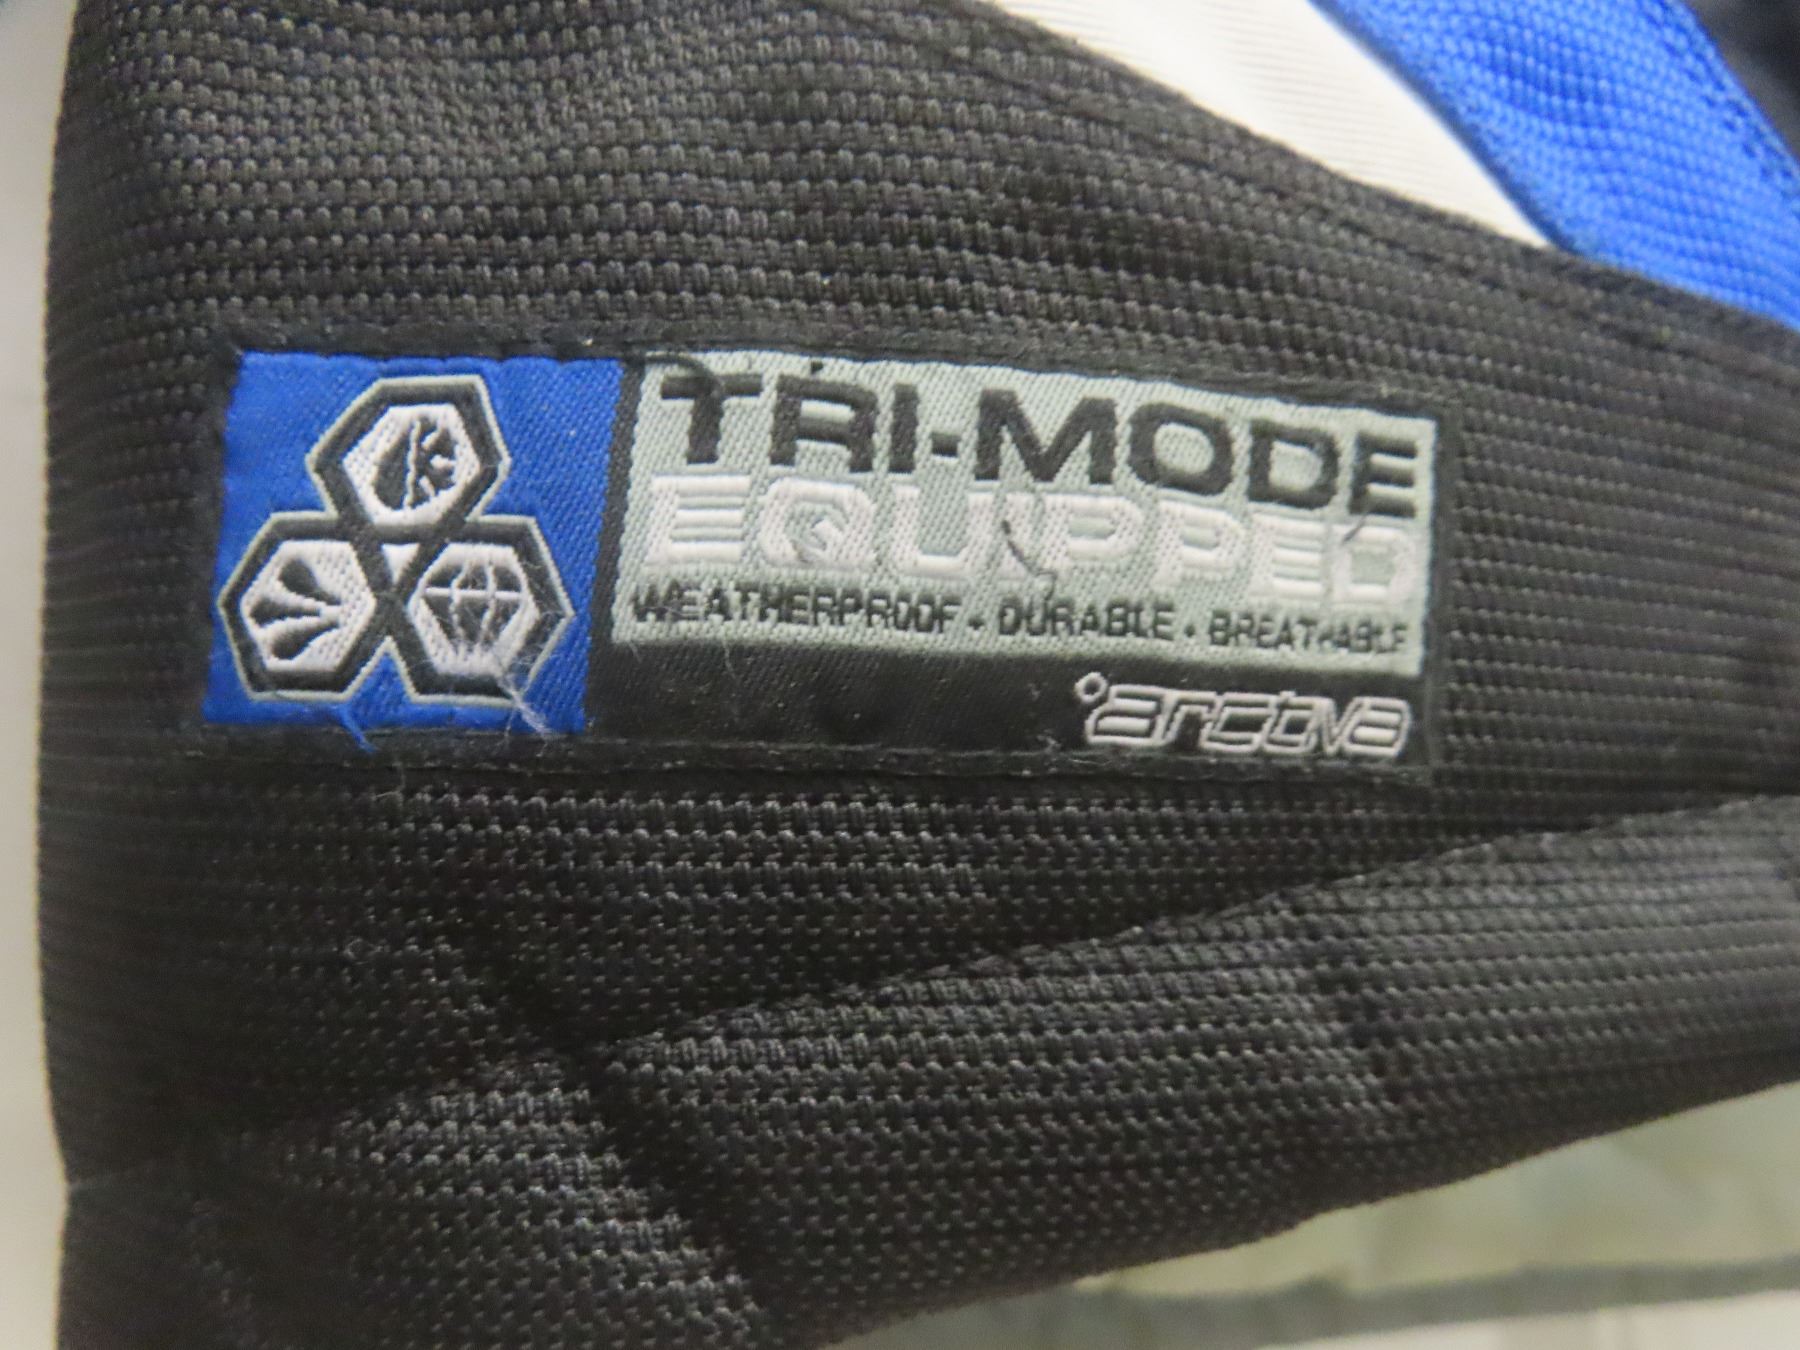 TRI-MODE
EQUIPPED
WEATHERPROOF • DURABLE • BREATHABLE
°arctiva